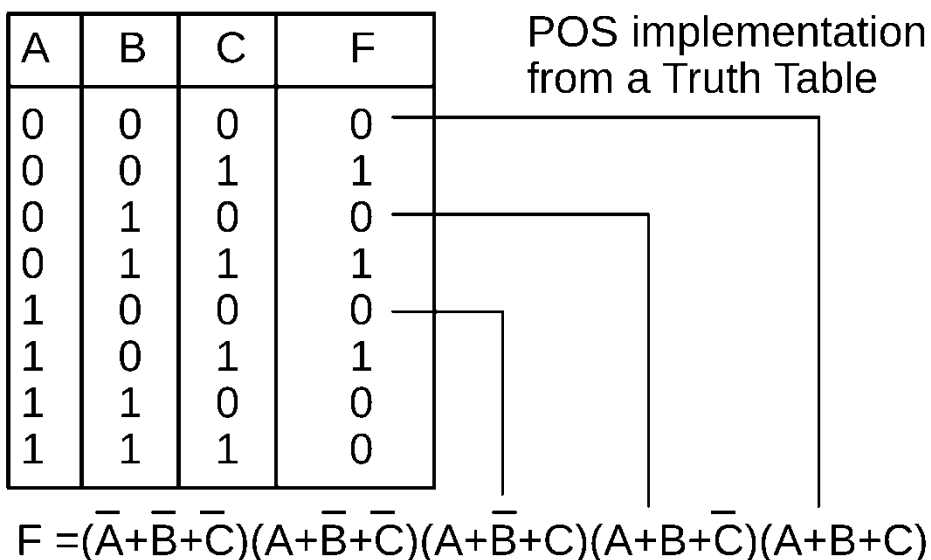 A B C F
POS implementation
from a Truth Table
0 0 0 0
0 0 1 1
0 1 0 0
0 1 1 1
1 0 0 0
1 0 1 1
1 1 0 0
1 1 1 0
F =(A̅+B̅+C̅)(A+B̅+C̅)(A+B̅+C)(A+B+C̅)(A+B+C)